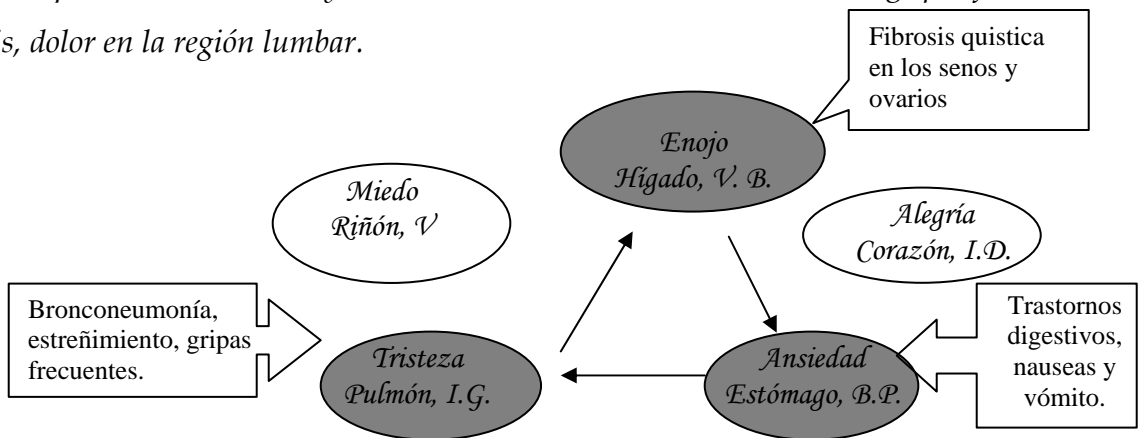 s, dolor en la región lumbar.
Fibrosis quistica
en los senos y
ovarios
Enojo
Hígado, V. B.
Miedo
Riñón, V
Alegría
Corazón, I.D.
Bronconeumonía,
estreñimiento, gripas
frecuentes.
Tristeza
Pulmón, I.G.
Ansiedad
Estómago, B.P.
Trastornos
digestivos,
nauseas y
vómito.